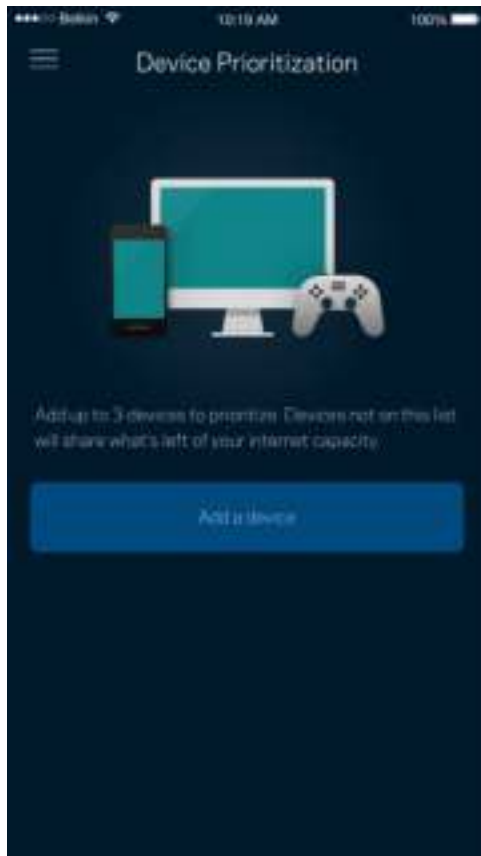 Belkin 10:19 AM 100%
Device Prioritization
Add up to 3 devices to prioritize. Devices not on this list
will share what's left of your internet capacity.
Add a device